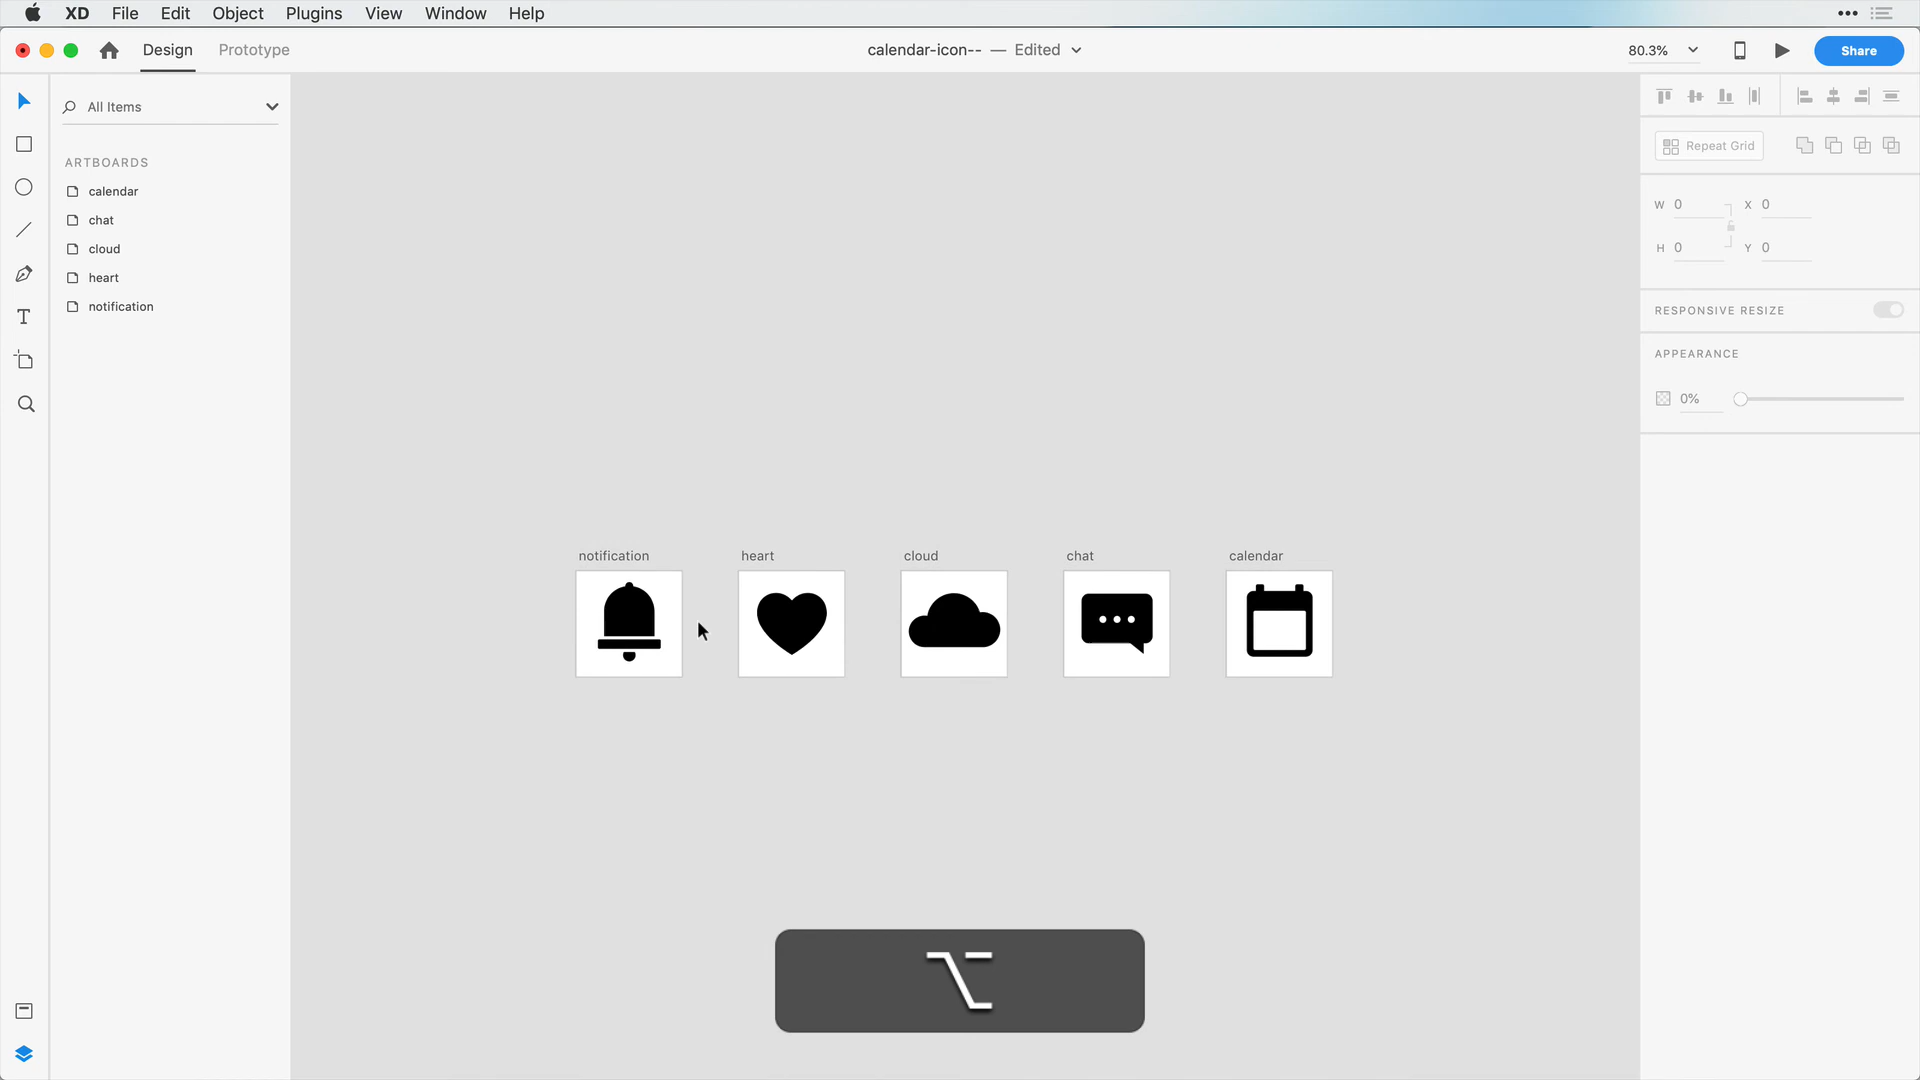 XD File Edit Object Plugins View Window Help
Design Prototype calendar-icon-- — Edited 80.3% Share
All Items
ARTBOARDS
calendar
chat
cloud
heart
notification
notification heart cloud chat calendar
Repeat Grid
W 0 X 0
H 0 Y 0
RESPONSIVE RESIZE
APPEARANCE
0%